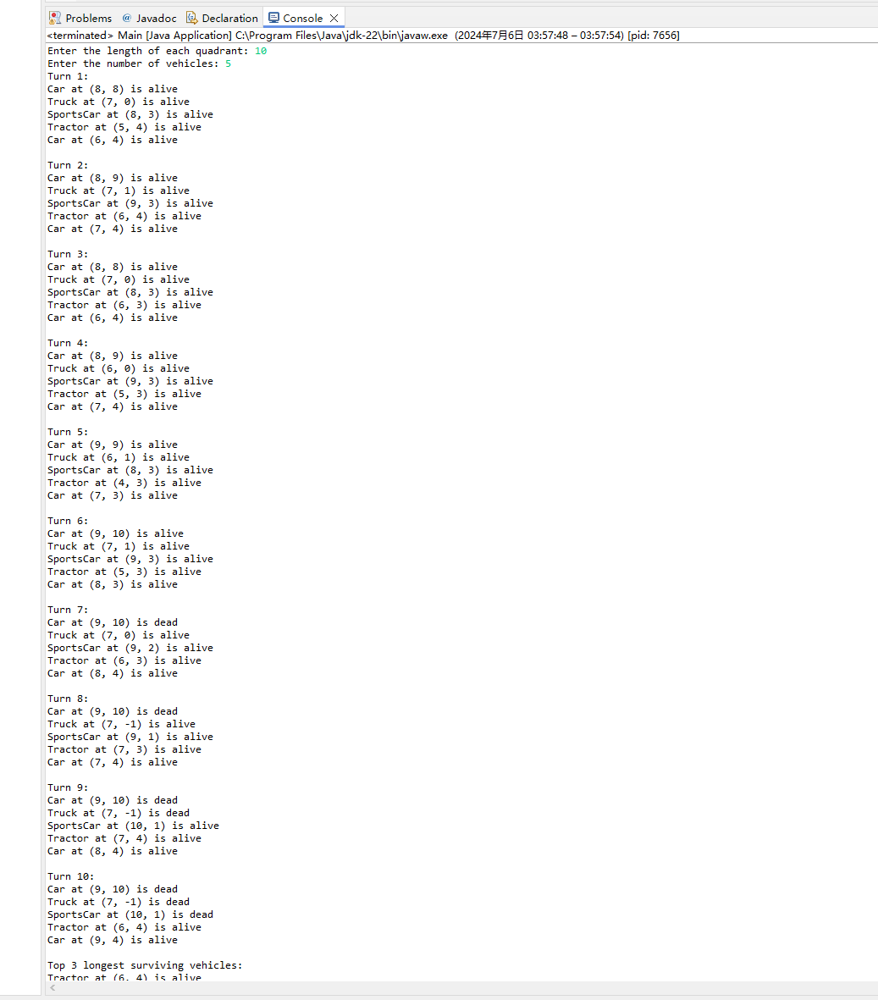 Problems @ Javadoc Declaration Console
<terminated> Main [Java Application] C:\Program Files\Java\jdk-22\bin\javaw.exe (2024年7月6日 03:57:48 – 03:57:54) [pid: 7656]
Enter the length of each quadrant: 10
Enter the number of vehicles: 5
Turn 1:
Car at (8, 8) is alive
Truck at (7, 0) is alive
SportsCar at (8, 3) is alive
Tractor at (5, 4) is alive
Car at (6, 4) is alive
Turn 2:
Car at (8, 9) is alive
Truck at (7, 1) is alive
SportsCar at (9, 3) is alive
Tractor at (6, 4) is alive
Car at (7, 4) is alive
Turn 3:
Car at (8, 8) is alive
Truck at (7, 0) is alive
SportsCar at (8, 3) is alive
Tractor at (6, 3) is alive
Car at (6, 4) is alive
Turn 4:
Car at (8, 9) is alive
Truck at (6, 0) is alive
SportsCar at (9, 3) is alive
Tractor at (5, 3) is alive
Car at (7, 4) is alive
Turn 5:
Car at (9, 9) is alive
Truck at (6, 1) is alive
SportsCar at (8, 3) is alive
Tractor at (4, 3) is alive
Car at (7, 3) is alive
Turn 6:
Car at (9, 10) is alive
Truck at (7, 1) is alive
SportsCar at (9, 3) is alive
Tractor at (5, 3) is alive
Car at (8, 3) is alive
Turn 7:
Car at (9, 10) is dead
Truck at (7, 0) is alive
SportsCar at (9, 2) is alive
Tractor at (6, 3) is alive
Car at (8, 4) is alive
Turn 8:
Car at (9, 10) is dead
Truck at (7, -1) is alive
SportsCar at (9, 1) is alive
Tractor at (7, 3) is alive
Car at (7, 4) is alive
Turn 9:
Car at (9, 10) is dead
Truck at (7, -1) is dead
SportsCar at (10, 1) is alive
Tractor at (7, 4) is alive
Car at (8, 4) is alive
Turn 10:
Car at (9, 10) is dead
Truck at (7, -1) is dead
SportsCar at (10, 1) is dead
Tractor at (6, 4) is alive
Car at (9, 4) is alive
Top 3 longest surviving vehicles:
Tractor at (6, 4) is alive